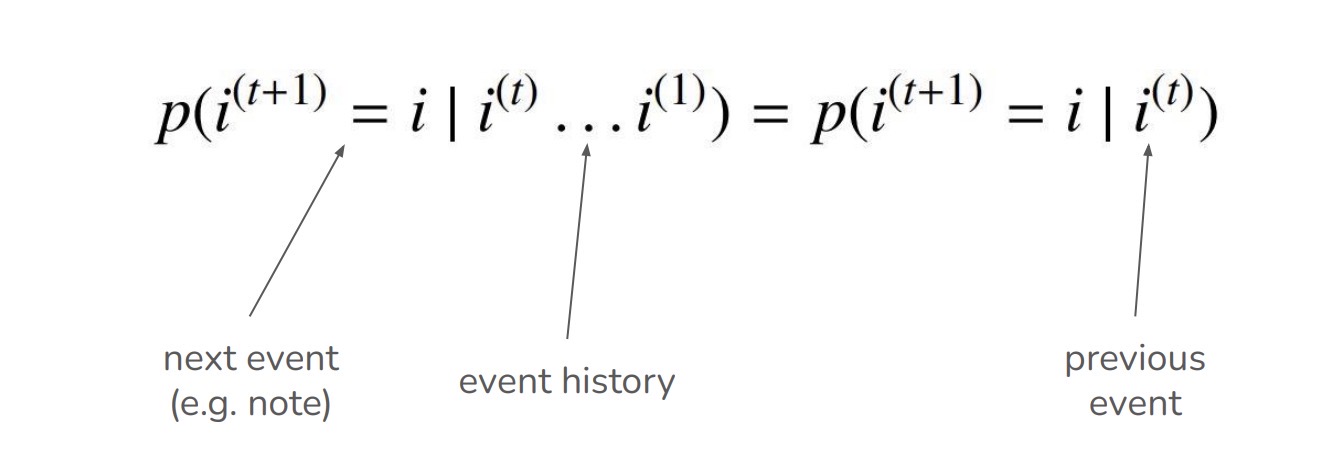 p(i^{(t+1)} = i | i^{(t)} ... i^{(1)}) = p(i^{(t+1)} = i | i^{(t)})
next event
(e.g. note)
event history
previous
event